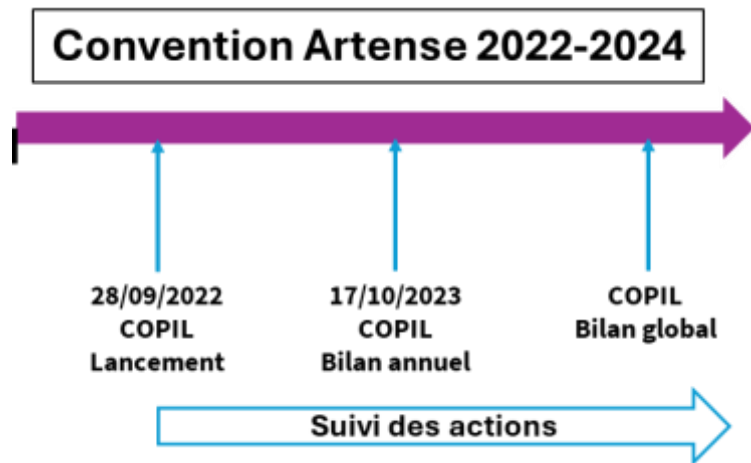 Convention Artense 2022-2024
28/09/2022
COPIL
Lancement
17/10/2023
COPIL
Bilan annuel
COPIL
Bilan global
Suivi des actions